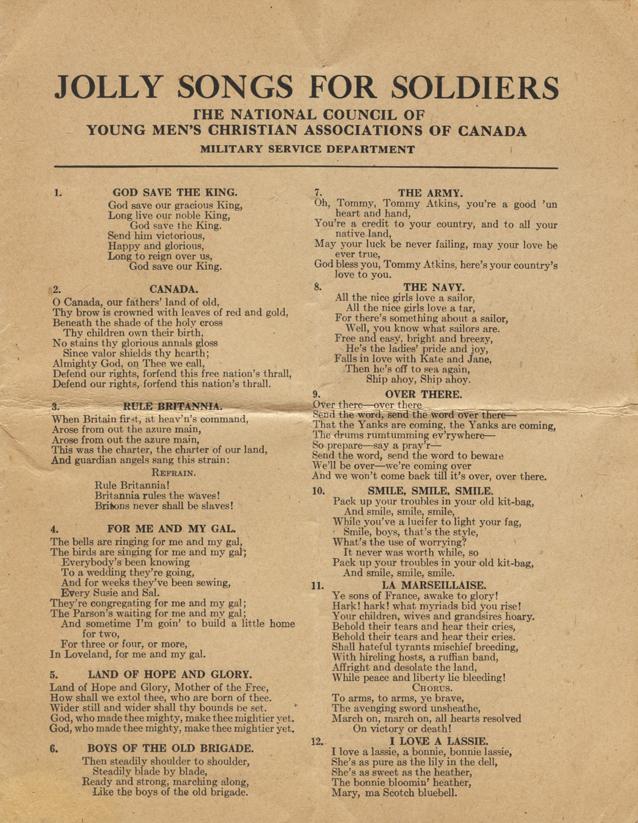 JOLLY SONGS FOR SOLDIERS
THE NATIONAL COUNCIL OF
YOUNG MEN'S CHRISTIAN ASSOCIATIONS OF CANADA
MILITARY SERVICE DEPARTMENT
1. GOD SAVE THE KING.
God save our gracious King,
Long live our noble King,
God save the King.
Send him victorious,
Happy and glorious,
Long to reign over us,
God save our King.
2. CANADA.
O Canada, our fathers' land of old,
Thy brow is crowned with leaves of red and gold,
Beneath the shade of the holy cross
Thy children own their birth.
No stains thy glorious annals gloss
Since valor shields thy hearth;
Almighty God, on Thee we call,
Defend our rights, forfend this free nation's thrall,
Defend our rights, forfend this nation's thrall.
3. RULE BRITANNIA.
When Britain first, at heav'n's command,
Arose from out the azure main,
Arose from out the azure main,
This was the charter, the charter of our land,
And guardian angels sang this strain:
REFRAIN.
Rule Britannia!
Britannia rules the waves!
Britons never shall be slaves!
4. FOR ME AND MY GAL.
The bells are ringing for me and my gal,
The birds are singing for me and my gal;
Everybody's been knowing
To a wedding they're going,
And for weeks they've been sewing,
Every Susie and Sal.
They're congregating for me and my gal;
The Parson's waiting for me and my gal;
And sometime I'm goin' to build a little home
for two,
For three or four, or more,
In Loveland, for me and my gal.
5. LAND OF HOPE AND GLORY.
Land of Hope and Glory, Mother of the Free,
How shall we extol thee, who are born of thee.
Wider still and wider shall thy bounds be set.
God, who made thee mighty, make thee mightier yet.
God, who made thee mighty, make thee mightier yet.
6. BOYS OF THE OLD BRIGADE.
Then steadily shoulder to shoulder,
Steadily blade by blade,
Ready and strong, marching along,
Like the boys of the old brigade.
7. THE ARMY.
Oh, Tommy, Tommy Atkins, you're a good 'un
heart and hand,
You're a credit to your country, and to all your
native land,
May your luck be never failing, may your love be
ever true,
God bless you, Tommy Atkins, here's your country's
love to you.
8. THE NAVY.
All the nice girls love a sailor,
All the nice girls love a tar,
For there's something about a sailor,
Well, you know what sailors are.
Free and easy, bright and breezy,
He's the ladies' pride and joy,
Falls in love with Kate and Jane,
Then he's off to sea again,
Ship ahoy, Ship ahoy.
9. OVER THERE.
Over there—over there
Send the word, send the word over there—
That the Yanks are coming, the Yanks are coming,
The drums rumtumming ev'rywhere—
So prepare—say a pray'r—
Send the word, send the word to beware
We'll be over—we're coming over
And we won't come back till it's over, over there.
10. SMILE, SMILE, SMILE.
Pack up your troubles in your old kit-bag,
And smile, smile, smile,
While you've a lucifer to light your fag,
Smile, boys, that's the style,
What's the use of worrying?
It never was worth while, so
Pack up your troubles in your old kit-bag,
And smile, smile, smile.
11. LA MARSEILLAISE.
Ye sons of France, awake to glory!
Hark! hark! what myriads bid you rise!
Your children, wives and grandsires hoary.
Behold their tears and hear their cries,
Behold their tears and hear their cries.
Shall hateful tyrants mischief breeding,
With hireling hosts, a ruffian band,
Affright and desolate the land,
While peace and liberty lie bleeding!
CHORUS.
To arms, to arms, ye brave,
The avenging sword unsheathe,
March on, march on, all hearts resolved
On victory or death!
12. I LOVE A LASSIE.
I love a lassie, a bonnie, bonnie lassie,
She's as pure as the lily in the dell,
She's as sweet as the heather,
The bonnie bloomin' heather,
Mary, ma Scotch bluebell.